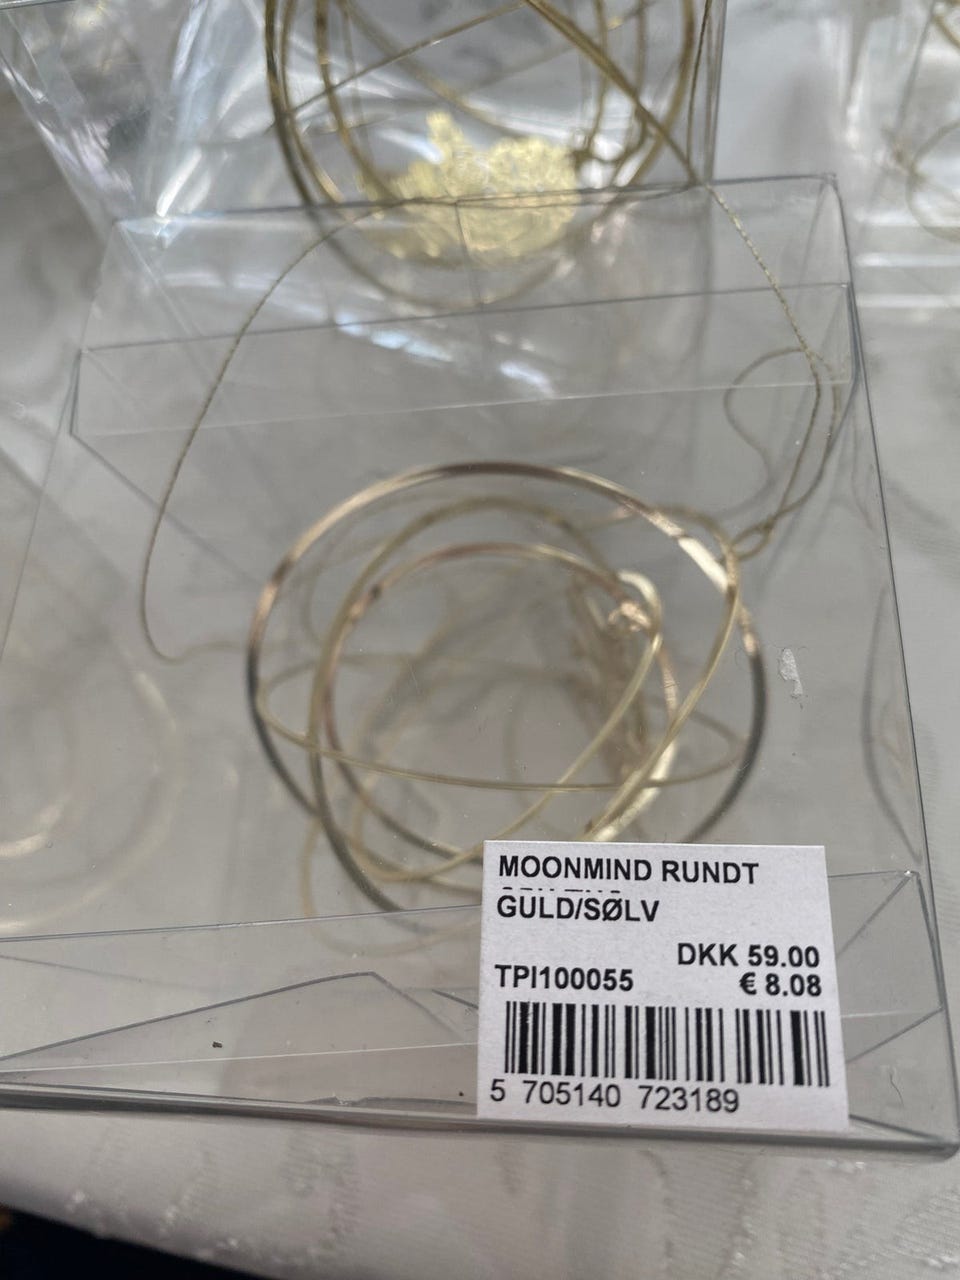 MOONMIND RUNDT
GULD/SØLV
DKK 59.00
TPI100055
€ 8.08
5 705140 723189